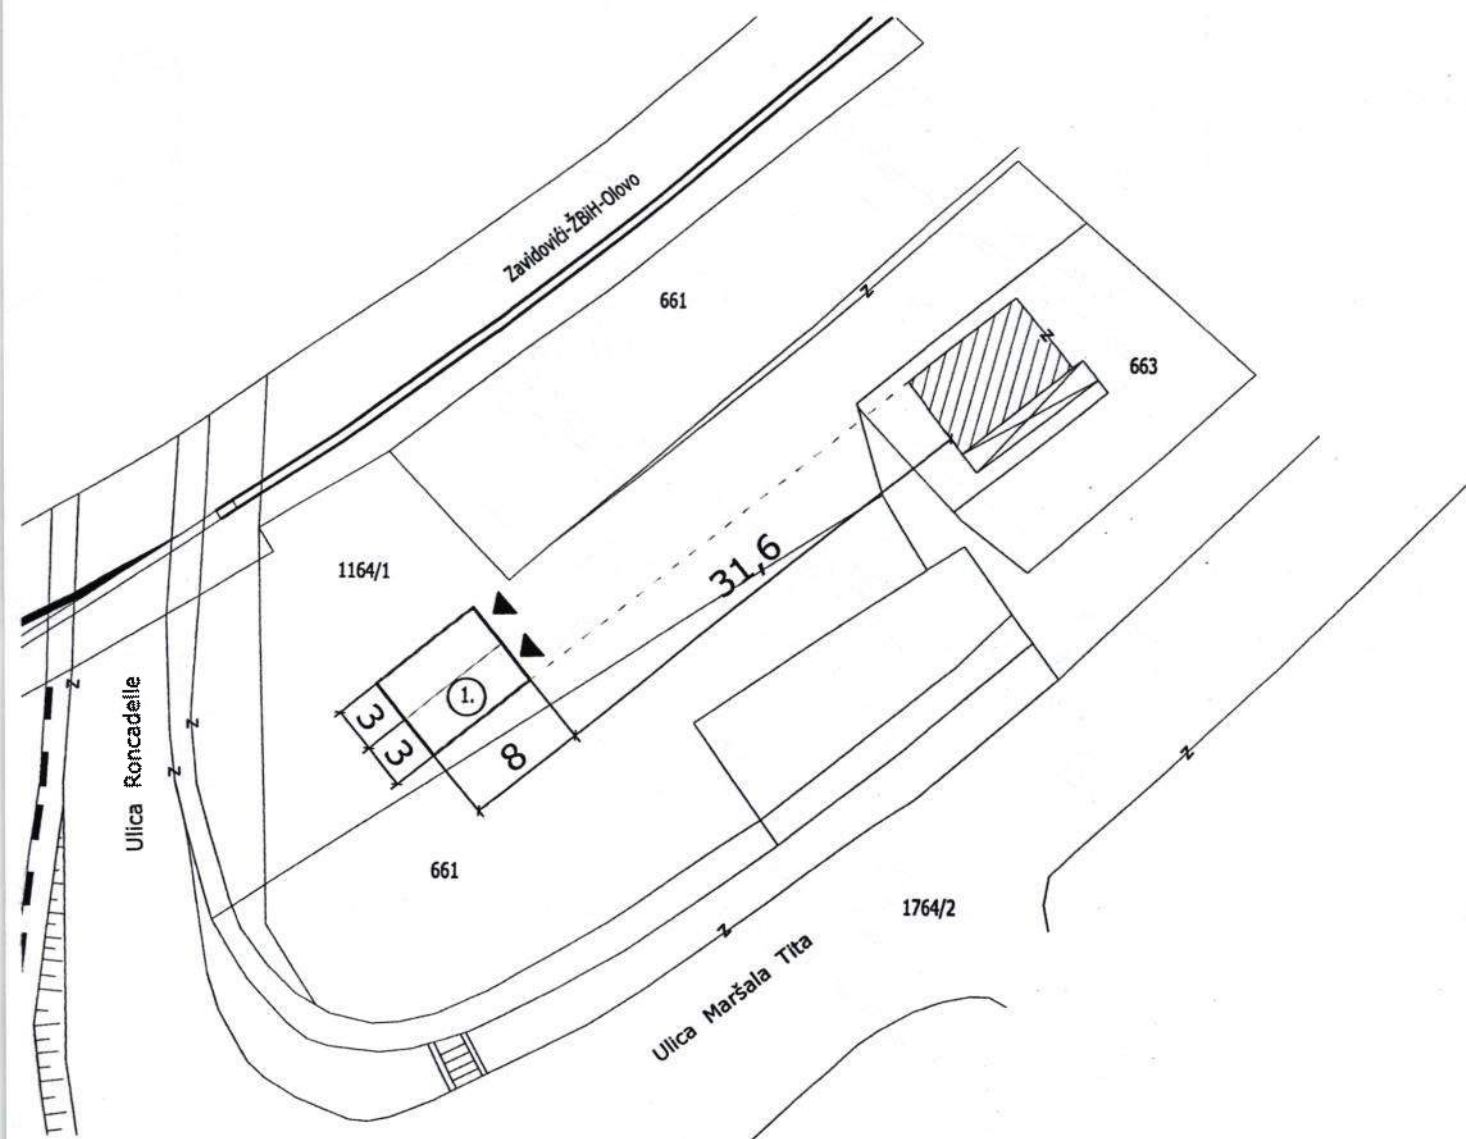 Zavidovići-ŽBiH-Olovo
661
663
1164/1
31,6
1.
3
3
8
Ulica Roncadelle
661
1764/2
Ulica Maršala Tita
z
z
z
z
z
z
z